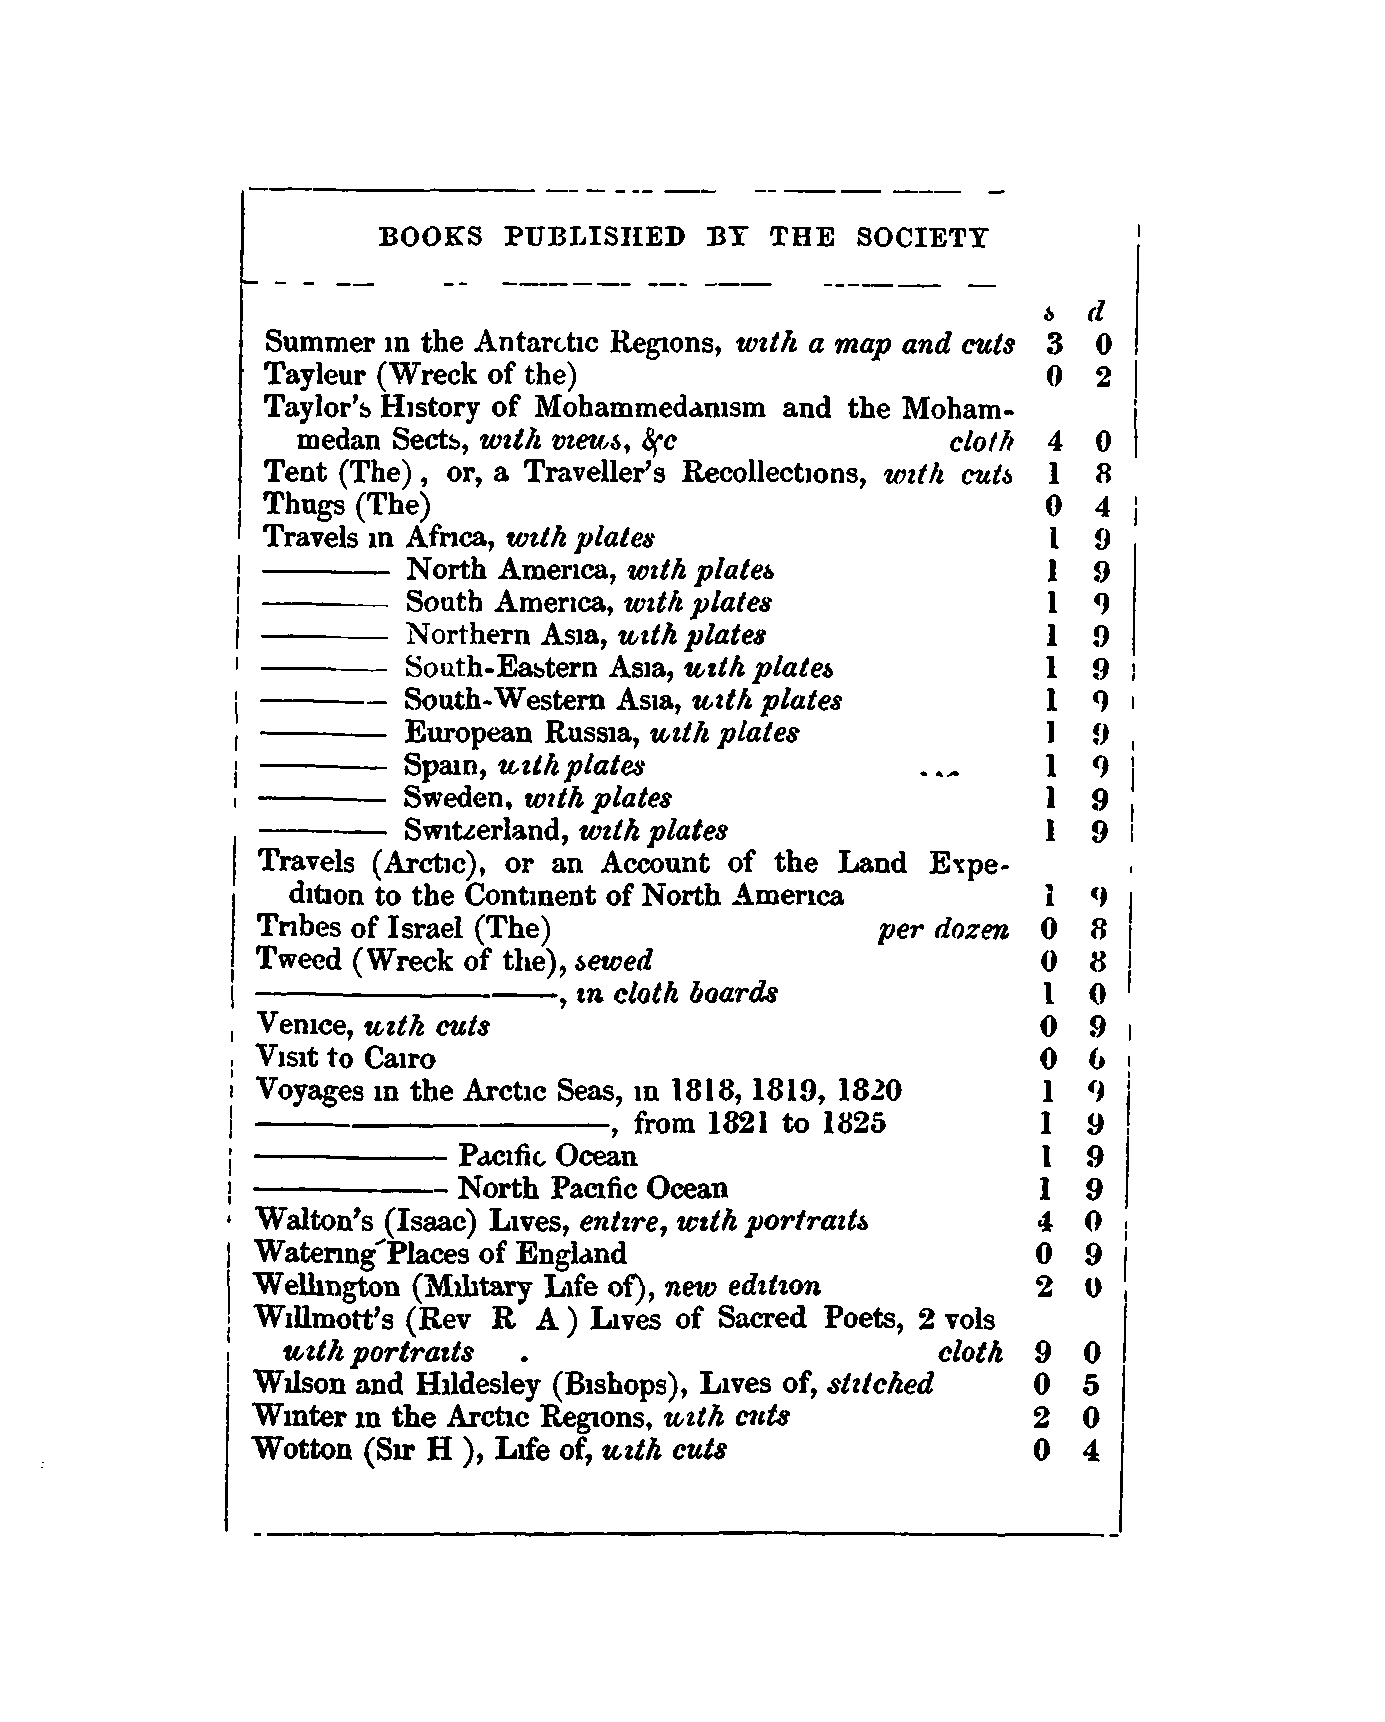 BOOKS PUBLISHED BY THE SOCIETY
s d
Summer in the Antarctic Regions, with a map and cuts 3 0
Tayleur (Wreck of the) 0 2
Taylor's History of Mohammedanism and the Moham-
medan Sects, with views, &c cloth 4 0
Tent (The), or, a Traveller's Recollections, with cuts 1 8
Thugs (The) 0 4
Travels in Africa, with plates 1 9
——— North America, with plates 1 9
——— South America, with plates 1 9
——— Northern Asia, with plates 1 9
——— South-Eastern Asia, with plates 1 9
——— South-Western Asia, with plates 1 9
——— European Russia, with plates 1 9
——— Spain, with plates ... 1 9
——— Sweden, with plates 1 9
——— Switzerland, with plates 1 9
Travels (Arctic), or an Account of the Land Expe-
dition to the Continent of North America 1 9
Tribes of Israel (The) per dozen 0 8
Tweed (Wreck of the), sewed 0 8
———————, in cloth boards 1 0
Venice, with cuts 0 9
Visit to Cairo 0 6
Voyages in the Arctic Seas, in 1818, 1819, 1820 1 9
————————, from 1821 to 1825 1 9
————— Pacific Ocean 1 9
————— North Pacific Ocean 1 9
Walton's (Isaac) Lives, entire, with portraits 4 0
Watering Places of England 0 9
Wellington (Military Life of), new edition 2 0
Willmott's (Rev R A) Lives of Sacred Poets, 2 vols
with portraits . cloth 9 0
Wilson and Hildesley (Bishops), Lives of, stitched 0 5
Winter in the Arctic Regions, with cuts 2 0
Wotton (Sir H), Life of, with cuts 0 4